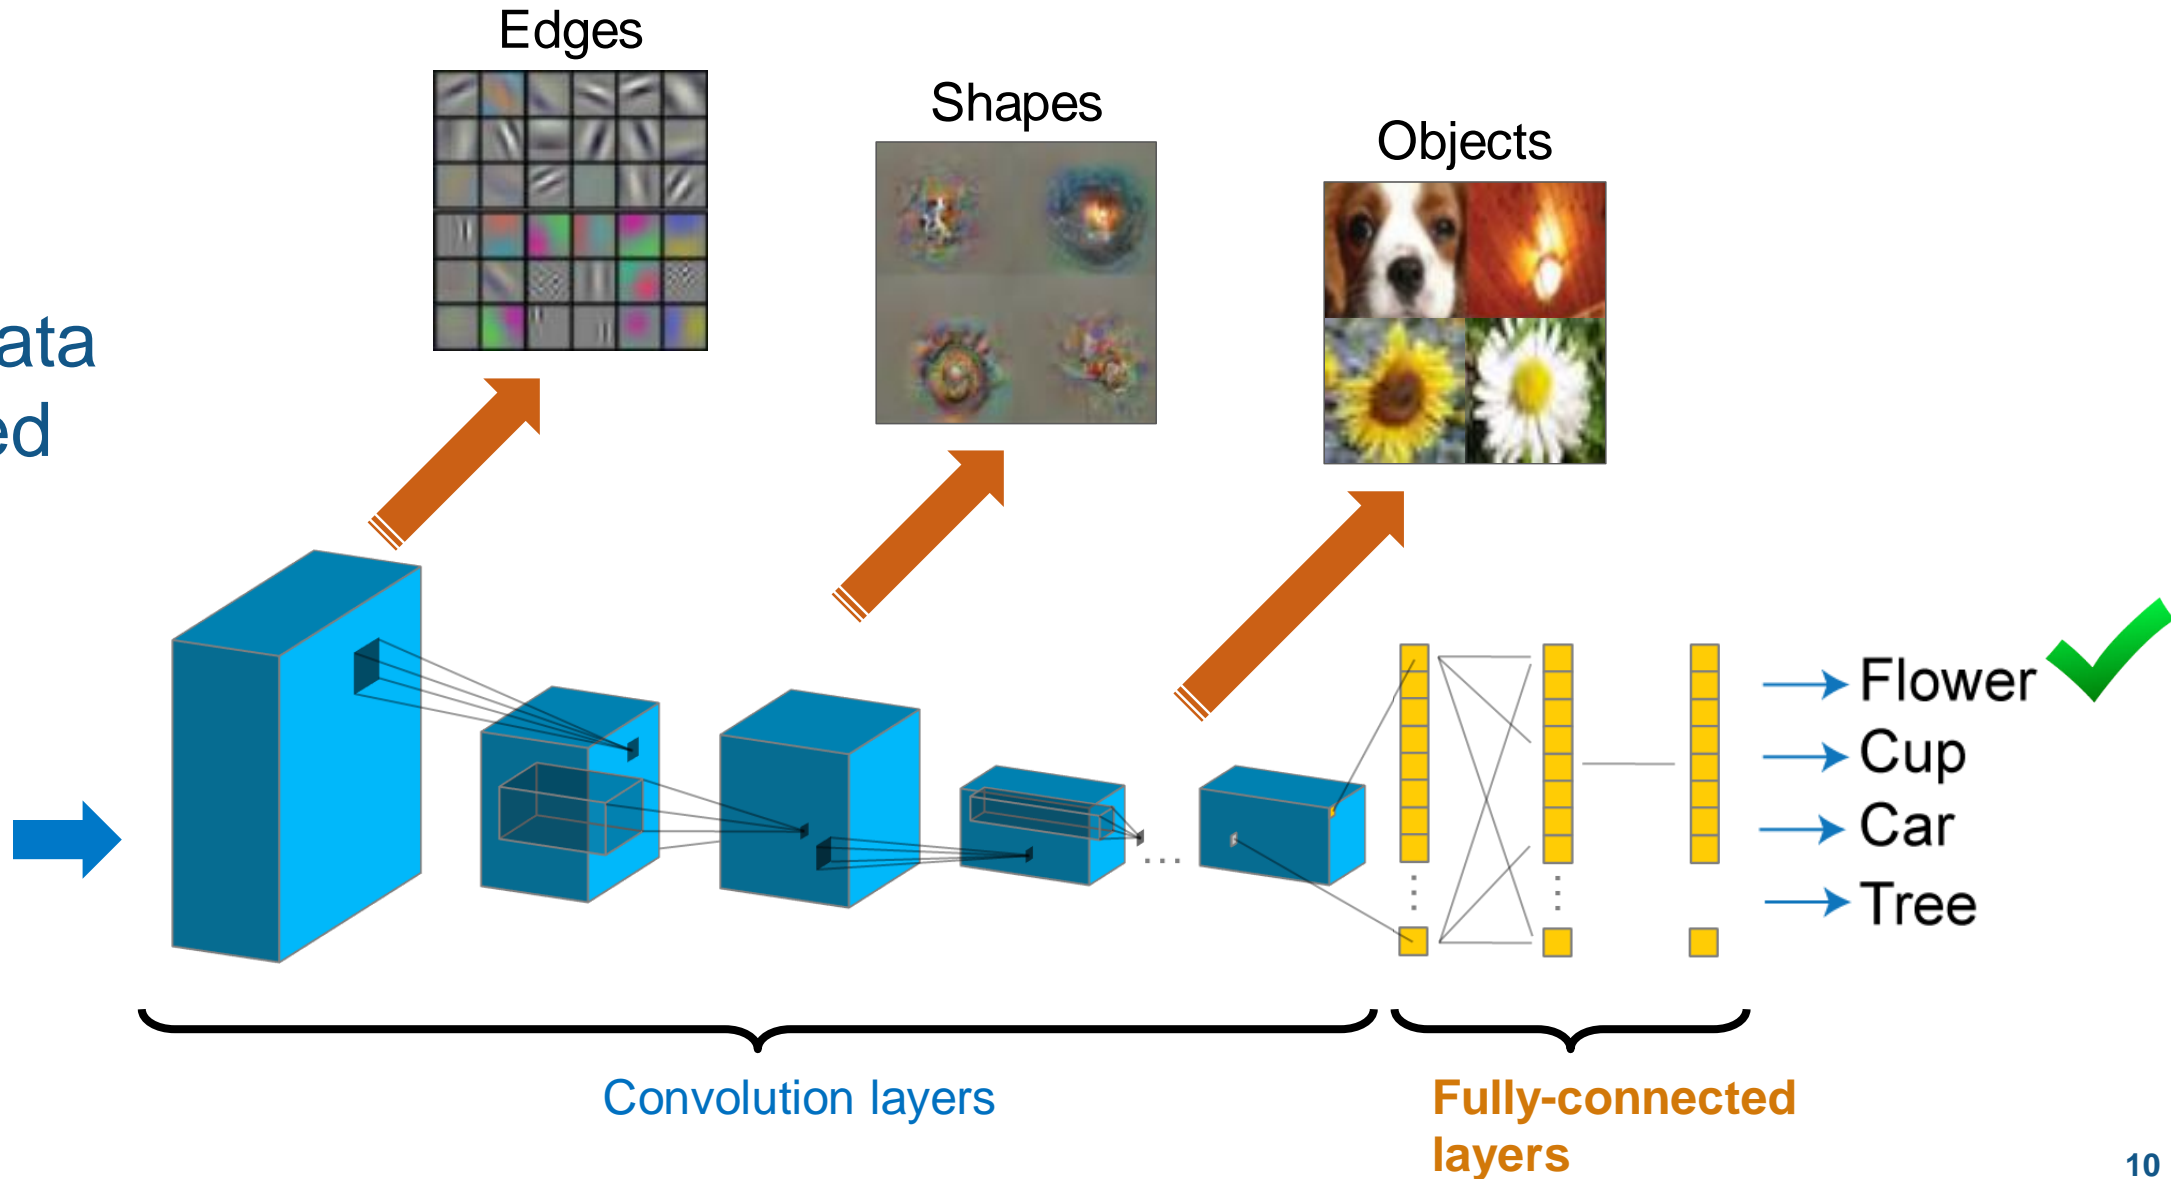 Edges
Shapes
Objects
ata
ed
Flower
Cup
Car
Tree
...
Convolution layers
Fully-connected
layers
10